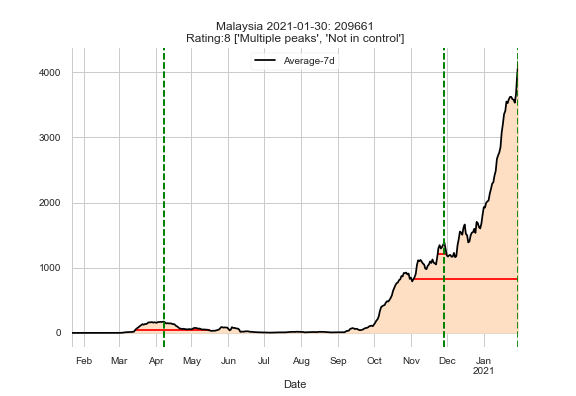 Malaysia 2021-01-30: 209661
Rating:8 ['Multiple peaks', 'Not in control']
Average-7d
4000
3000
2000
1000
0
Feb Mar Apr May Jun Jul Aug Sep Oct Nov Dec Jan
2021
Date